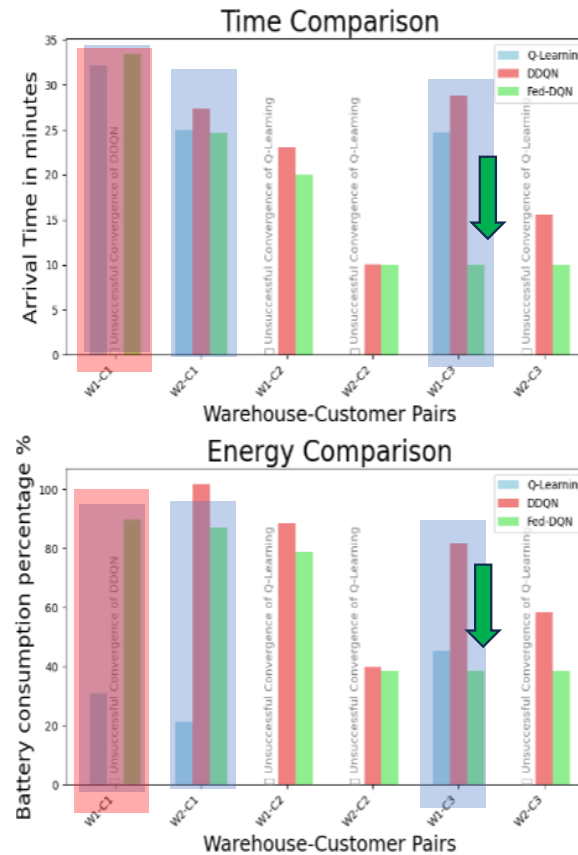 Time Comparison
Arrival Time in minutes
35
30
25
20
15
10
5
0
Unsuccessful Convergence of DDQN
Unsuccessful Convergence of Q-Learning
Unsuccessful Convergence of Q-Learning
Unsuccessful Convergence of Q-Learning
Q-Learning
DDQN
Fed-DQN
W1-C1
W2-C1
W1-C2
W2-C2
W1-C3
W2-C3
Warehouse-Customer Pairs
Energy Comparison
Battery consumption percentage %
100
80
60
40
20
0
Unsuccessful Convergence of DDQN
Unsuccessful Convergence of Q-Learning
Unsuccessful Convergence of Q-Learning
Unsuccessful Convergence of Q-Learning
Q-Learning
DDQN
Fed-DQN
W1-C1
W2-C1
W1-C2
W2-C2
W1-C3
W2-C3
Warehouse-Customer Pairs